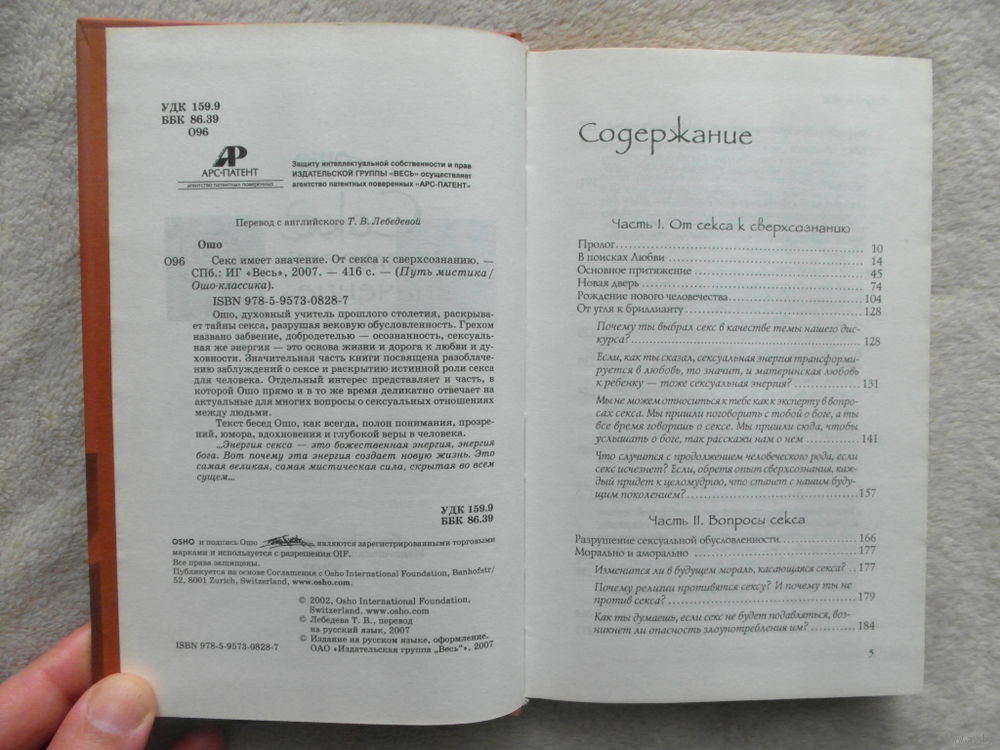 УДК 159.9
ББК 86.39
О96
АР
АРС-ПАТЕНТ
агентство патентных поверенных
Защиту интеллектуальной собственности и прав
ИЗДАТЕЛЬСКОЙ ГРУППЫ «ВЕСЬ» осуществляет
агентство патентных поверенных «АРС-ПАТЕНТ»
Перевод с английского Т. В. Лебедевой
Ошо
О96 Секс имеет значение. От секса к сверхсознанию. —
СПб.: ИГ «Весь», 2007. — 416 с. — (Путь мистика/
Ошо-классика).
ISBN 978-5-9573-0828-7
Ошо, духовный учитель прошлого столетия, раскрыва-
ет тайны секса, разрушая вековую обусловленность. Грехом
названо забвение, добродетелью — осознанность, сексуаль-
ная же энергия — это основа жизни и дорога к любви и ду-
ховности. Значительная часть книги посвящена разоблаче-
нию заблуждений о сексе и раскрытию истинной роли секса
для человека. Отдельный интерес представляет и часть, в
которой Ошо прямо и в то же время деликатно отвечает на
актуальные для многих вопросы о сексуальных отношениях
между людьми.
Текст бесед Ошо, как всегда, полон понимания, прозре-
ний, юмора, вдохновения и глубокой веры в человека.
...Энергия секса — это божественная энергия, энергия
бога. Вот почему эта энергия создает новую жизнь. Это
самая великая, самая мистическая сила, скрытая во всем
сущем...
УДК 159.9
ББК 86.39
OSHO и подпись Ошо являются зарегистрированными торговыми
марками и используется с разрешения OIF.
Все права защищены.
Публикуется на основе Соглашения с Osho International Foundation, Banhofstr/
52, 8001 Zurich, Switzerland, www.osho.com.
© 2002, Osho International Foundation,
Switzerland, www.osho.com
© Лебедева Т. В., перевод
на русский язык, 2007
© Издание на русском языке, оформление.
ISBN 978-5-9573-0828-7 ОАО «Издательская группа „Весь“», 2007
Содержание
Часть I. От секса к сверхсознанию
Пролог 10
В поисках Любви 14
Основное притяжение 45
Новая дверь 74
Рождение нового человечества 104
От угля к бриллианту 128
Почему ты выбрал секс в качестве темы нашего дис-
курса? 128
Если, как ты сказал, сексуальная энергия трансформи-
руется в любовь, то значит, и материнская любовь
к ребенку — тоже сексуальная энергия? 131
Мы не можем относиться к тебе как к эксперту в вопро-
сах секса. Мы пришли поговорить с тобой о боге, а ты
все время говоришь о сексе. Мы пришли сюда, чтобы
услышать о боге, так расскажи нам о нем 141
Что случится с продолжением человеческого рода, если
секс исчезнет? Если, обретя опыт сверхсознания, каж-
дый придет к целомудрию, что станет с нашим буду-
щим поколением? 157
Часть II. Вопросы секса
Разрушение сексуальной обусловленности 166
Морально и аморально 177
Изменится ли в будущем мораль, касающаяся секса? 177
Почему религии противятся сексу? И почему ты не
против секса? 179
Как ты думаешь, если секс не будет подавляться, воз-
никнет ли опасность злоупотребления им? 184
5